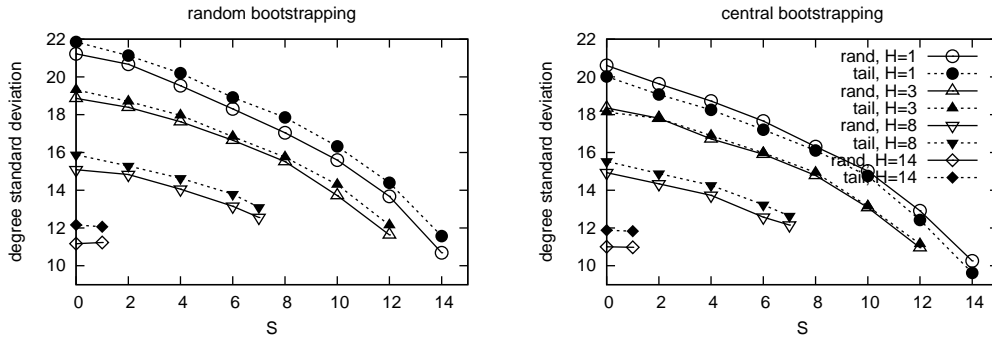 random bootstrapping
22
20
18
16
14
12
10
degree standard deviation
0 2 4 6 8 10 12 14
S
central bootstrapping
22
20
18
16
14
12
10
degree standard deviation
rand, H=1
tail, H=1
rand, H=3
tail, H=3
rand, H=8
tail, H=8
rand, H=14
tail, H=14
0 2 4 6 8 10 12 14
S